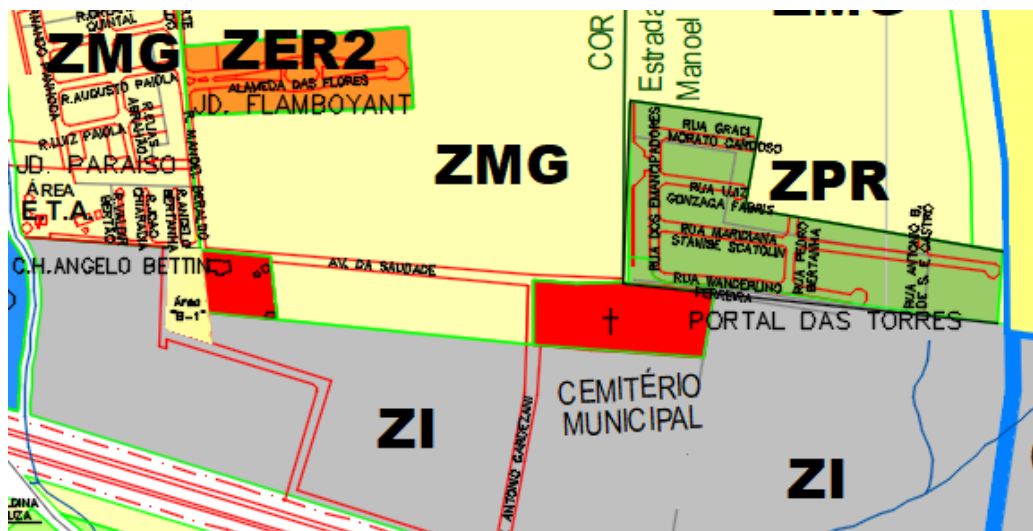 ZMG
ZER2
R.AUGUSTO PAIOLA
ALAMEDA DAS FLORES
JD. FLAMBOYANT
R.LUIZ PAIOLA
JD. PARAISO
ÁREA
E.T.A.
C.H.ANGELO BETTIN
Área
"B-1"
AV. DA SAUDADE
ZMG
COR
Estrada
Manoel
RUA DOS EMANCIPADORES
RUA GRACI
MORATO CARDOSO
ZPR
RUA LUIZ
GONZAGA FABRIS
RUA MARIDIANA
STANISE SCATOLIN
RUA PEDRO
BERTANHA
RUA ANTONIO B.
DE S. E CASTRO
RUA WANDERLINO
FERREIRA
PORTAL DAS TORRES
CEMITÉRIO
MUNICIPAL
ZI
ANTONIO GARDEZANI
ZI